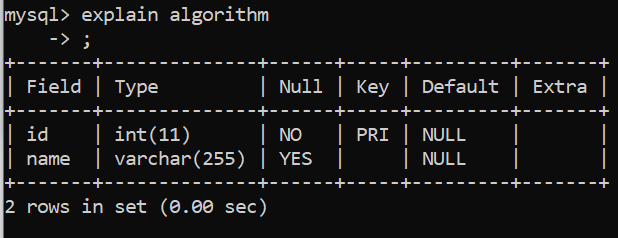 mysql> explain algorithm
    -> ;
+-------+--------------+------+-----+---------+-------+
| Field | Type         | Null | Key | Default | Extra |
+-------+--------------+------+-----+---------+-------+
| id    | int(11)      | NO   | PRI | NULL    |       |
| name  | varchar(255) | YES  |     | NULL    |       |
+-------+--------------+------+-----+---------+-------+
2 rows in set (0.00 sec)